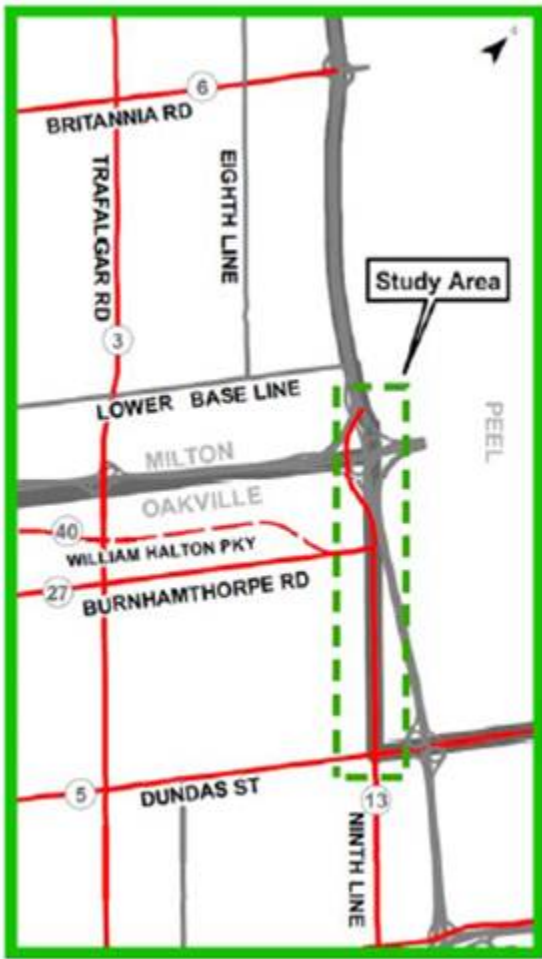 6
BRITANNIA RD
TRAFALGAR RD
EIGHTH LINE
Study Area
3
LOWER BASE LINE
PEEL
MILTON
OAKVILLE
40
WILLIAM HALTON PKY
27
BURNHAMTHORPE RD
5
DUNDAS ST
13
NINTH LINE